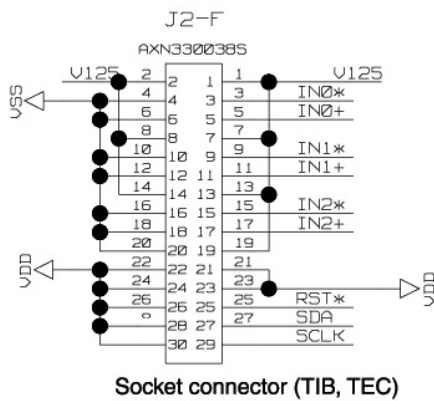 J2-F
AXN330038S
V125 2 2 1 1 V125
4 4 3 3 IN0*
VSS
6 6 5 5 IN0+
8 8 7 7
10 10 9 9 IN1*
12 12 11 11 IN1+
14 14 13 13
16 16 15 15 IN2*
18 18 17 17 IN2+
20 20 19 19
22 22 21 21
VDD
24 24 23 23
VDD
26 26 25 25 RST*
28 27 27 SDA
30 29 SCLK
Socket connector (TIB, TEC)